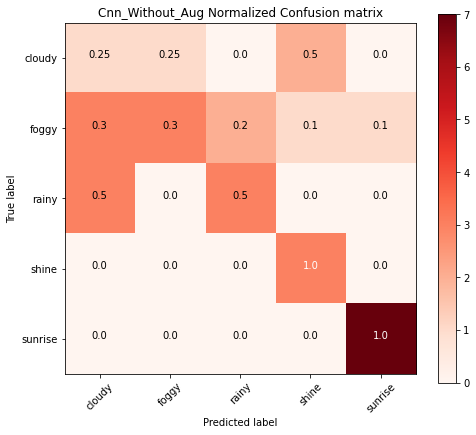 Cnn_Without_Aug Normalized Confusion matrix
cloudy 0.25 0.25 0.0 0.5 0.0
foggy 0.3 0.3 0.2 0.1 0.1
rainy 0.5 0.0 0.5 0.0 0.0
shine 0.0 0.0 0.0 1.0 0.0
sunrise 0.0 0.0 0.0 0.0 1.0
cloudy foggy rainy shine sunrise
True label
Predicted label
7
6
5
4
3
2
1
0